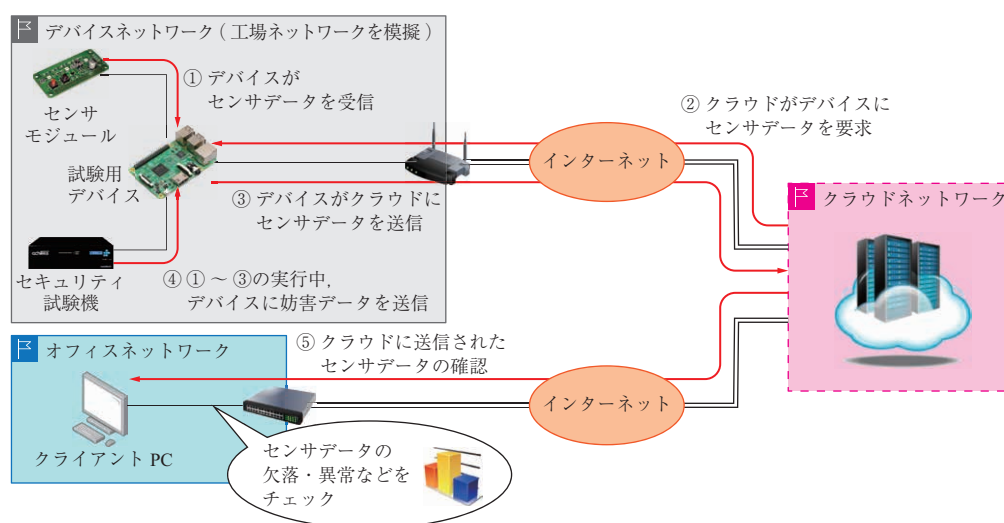 デバイスネットワーク ( 工場ネットワークを模擬 )
① デバイスが
センサデータを受信
センサ
モジュール
② クラウドがデバイスに
センサデータを要求
インターネット
試験用
デバイス
③ デバイスがクラウドに
センサデータを送信
クラウドネットワーク
セキュリティ
試験機
④ ① ～ ③の実行中,
デバイスに妨害データを送信
オフィスネットワーク
⑤ クラウドに送信された
センサデータの確認
インターネット
クライアント PC
センサデータの
欠落・異常などを
チェック